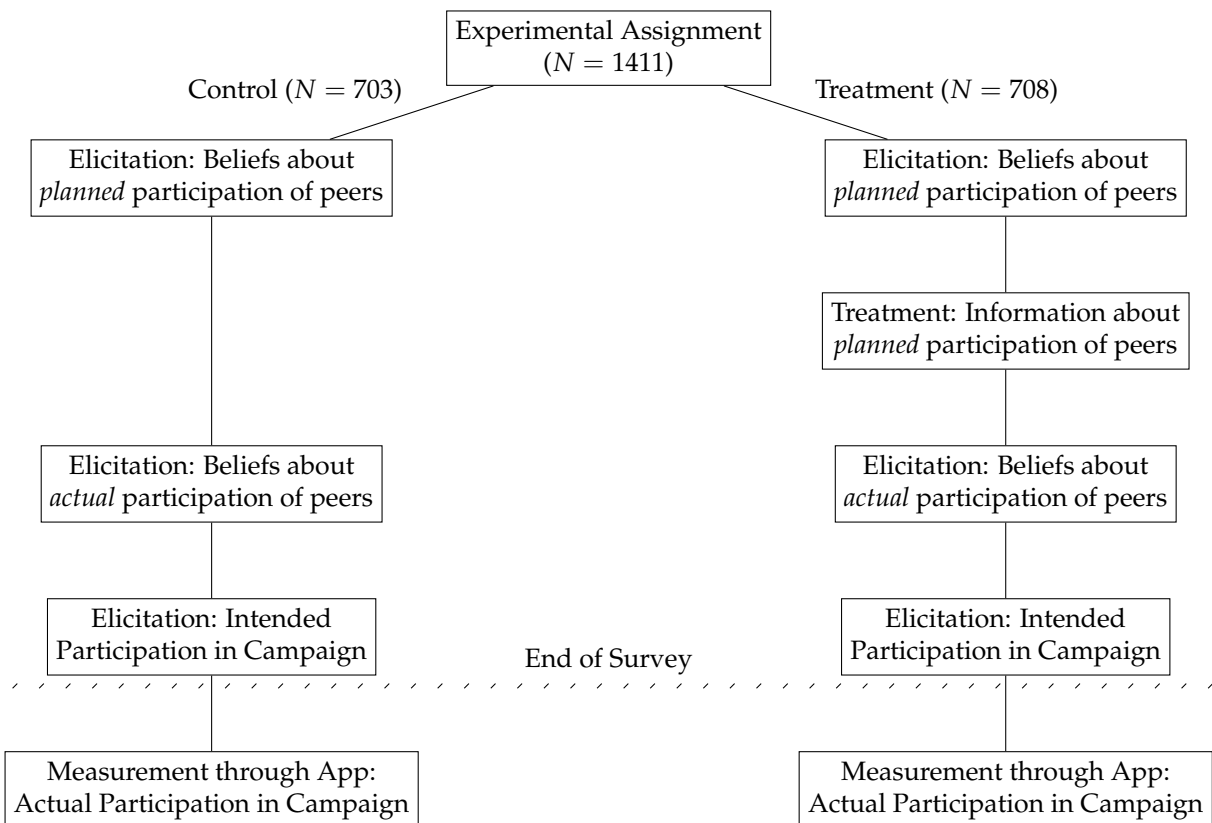 Experimental Assignment
(N = 1411)
Control (N = 703)
Treatment (N = 708)
Elicitation: Beliefs about
planned participation of peers
Elicitation: Beliefs about
planned participation of peers
Treatment: Information about
planned participation of peers
Elicitation: Beliefs about
actual participation of peers
Elicitation: Beliefs about
actual participation of peers
Elicitation: Intended
Participation in Campaign
Elicitation: Intended
Participation in Campaign
End of Survey
Measurement through App:
Actual Participation in Campaign
Measurement through App:
Actual Participation in Campaign